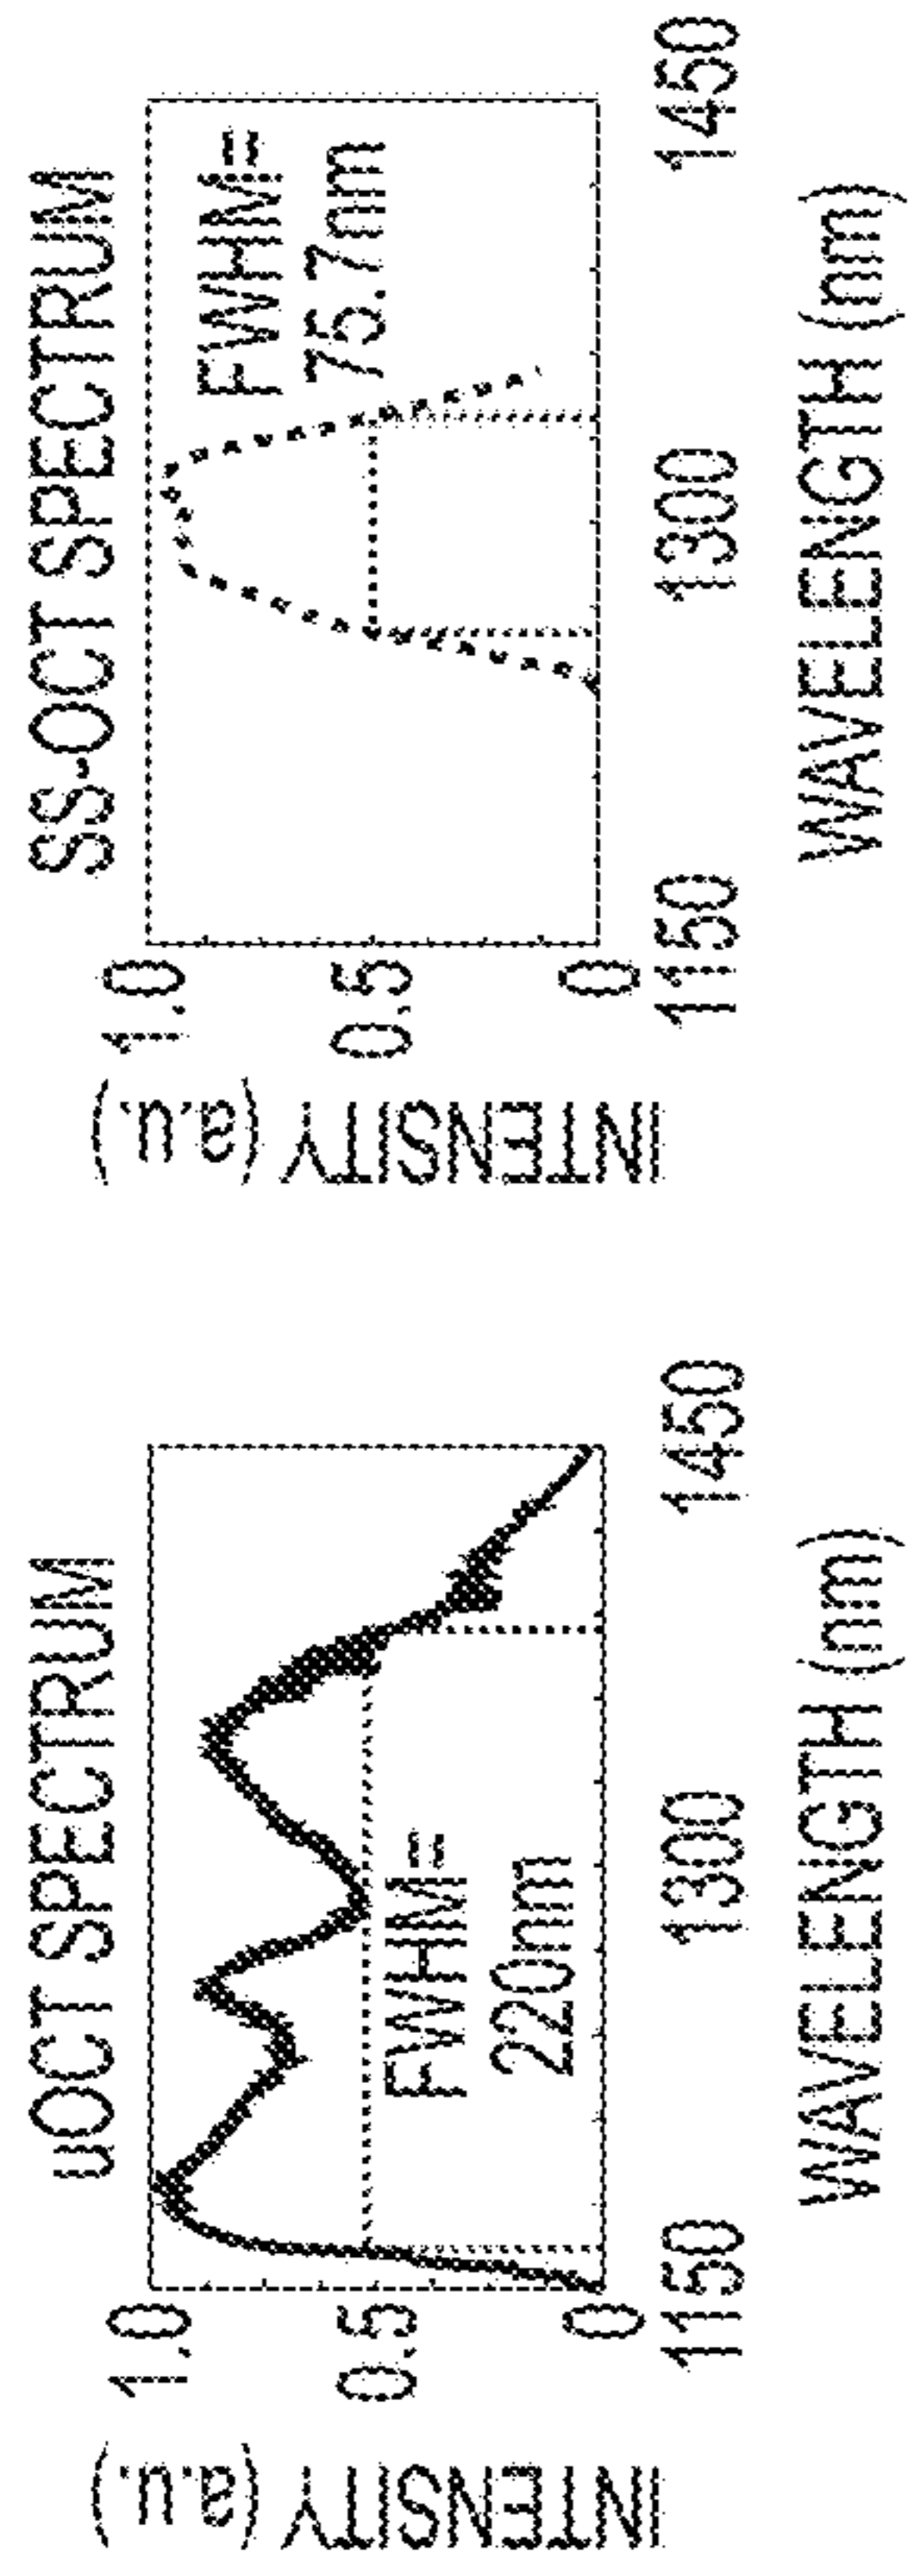 uOCT SPECTRUM
INTENSITY (a.u.)
1.0
0.5
0
FWHM=
220nm
1150
1300
1450
WAVELENGTH (nm)
SS-OCT SPECTRUM
INTENSITY (a.u.)
1.0
0.5
0
FWHM=
75.7nm
1150
1300
1450
WAVELENGTH (nm)